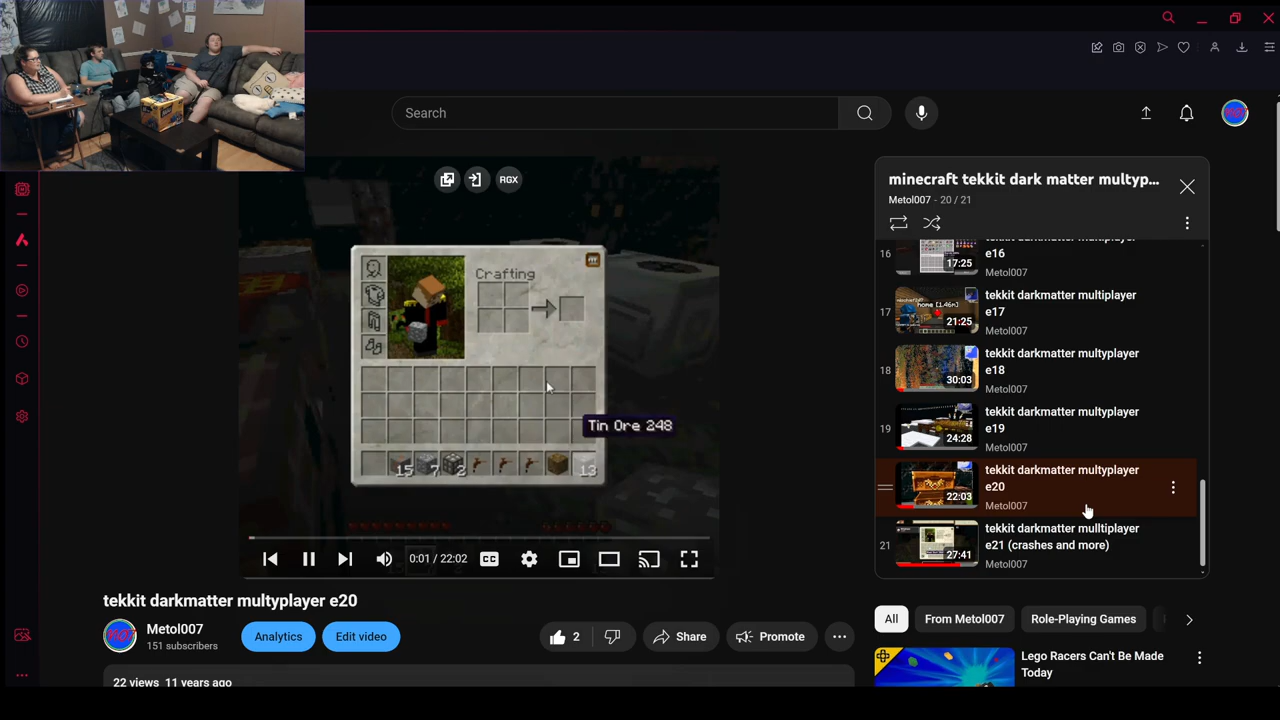 Search
RGX
minecraft tekkit dark matter multyp...
Metol007 - 20 / 21
Crafting
Tin Ore 248
15
7
2
13
16
e16
17:25
Metol007
17
tekkit darkmatter multiplayer
e17
21:25
Metol007
18
tekkit darkmatter multyplayer
e18
30:03
Metol007
19
tekkit darkmatter multyplayer
e19
24:28
Metol007
tekkit darkmatter multyplayer
e20
22:03
Metol007
21
tekkit darkmatter mulltiplayer
e21 (crashes and more)
27:41
Metol007
0:01 / 22:02
CC
tekkit darkmatter multyplayer e20
Metol007
151 subscribers
Analytics
Edit video
2
Share
Promote
22 views 11 years ago
All
From Metol007
Role-Playing Games
Lego Racers Can't Be Made
Today